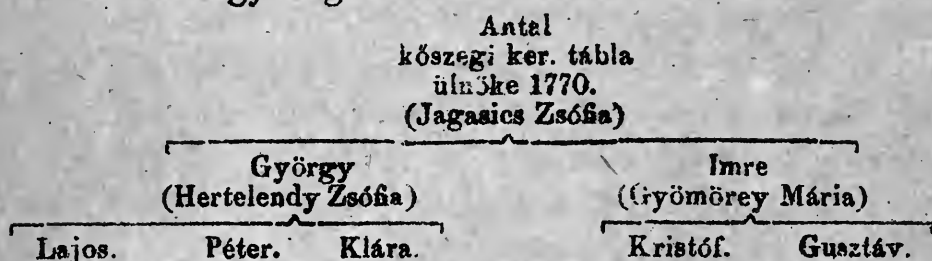 Antal
kőszegi ker. tábla
ülnöke 1770.
(Jagasics Zsófia)
György Imre
(Hertelendy Zsófia) (Gyömörey Mária)
Lajos. Péter. Klára. Kristóf. Gusztáv.